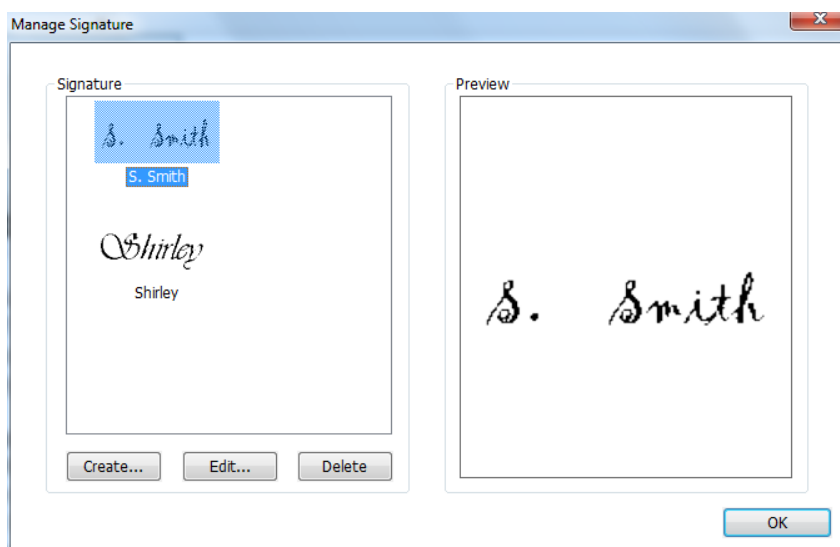 Manage Signature
Signature
S. Smith
S. Smith
Shirley
Shirley
Create... Edit... Delete
Preview
S. Smith
OK